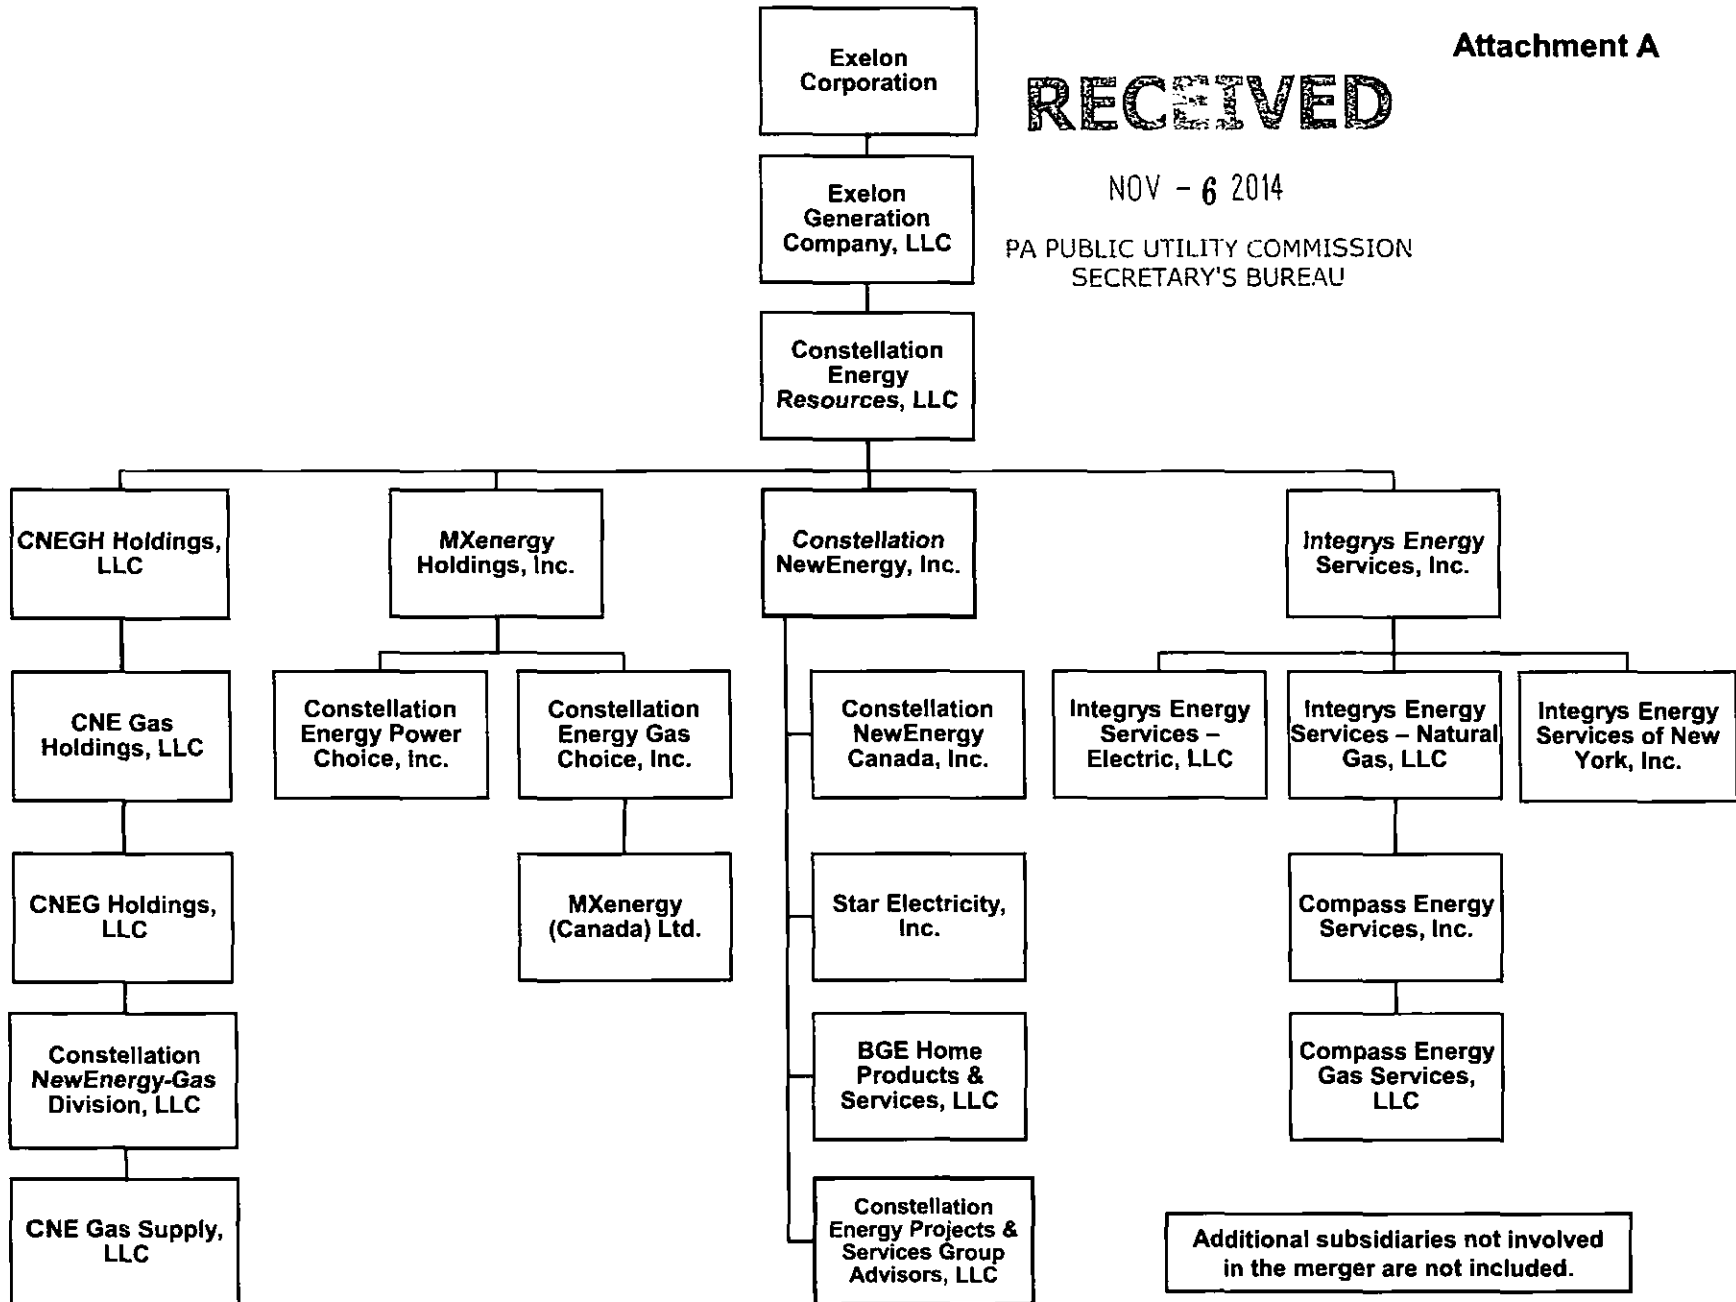 Attachment A
Exelon
Corporation
RECEIVED
NOV - 6 2014
PA PUBLIC UTILITY COMMISSION
SECRETARY'S BUREAU
Exelon
Generation
Company, LLC
Constellation
Energy
Resources, LLC
CNEGH Holdings,
LLC
MXenergy
Holdings, Inc.
Constellation
NewEnergy, Inc.
Integrys Energy
Services, Inc.
CNE Gas
Holdings, LLC
Constellation
Energy Power
Choice, Inc.
Constellation
Energy Gas
Choice, Inc.
Constellation
NewEnergy
Canada, Inc.
Integrys Energy
Services –
Electric, LLC
Integrys Energy
Services – Natural
Gas, LLC
Integrys Energy
Services of New
York, Inc.
CNEG Holdings,
LLC
MXenergy
(Canada) Ltd.
Star Electricity,
Inc.
Compass Energy
Services, Inc.
Constellation
NewEnergy-Gas
Division, LLC
BGE Home
Products &
Services, LLC
Compass Energy
Gas Services,
LLC
CNE Gas Supply,
LLC
Constellation
Energy Projects &
Services Group
Advisors, LLC
Additional subsidiaries not involved
in the merger are not included.